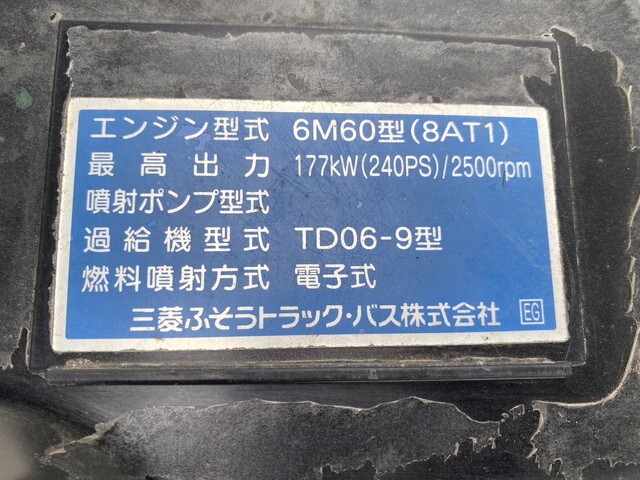 エンジン型式 6M60型(8AT1)
最高出力 177kW(240PS)/2500rpm
噴射ポンプ型式
過給機型式 TD06-9型
燃料噴射方式 電子式
三菱ふそうトラック・バス株式会社 EG